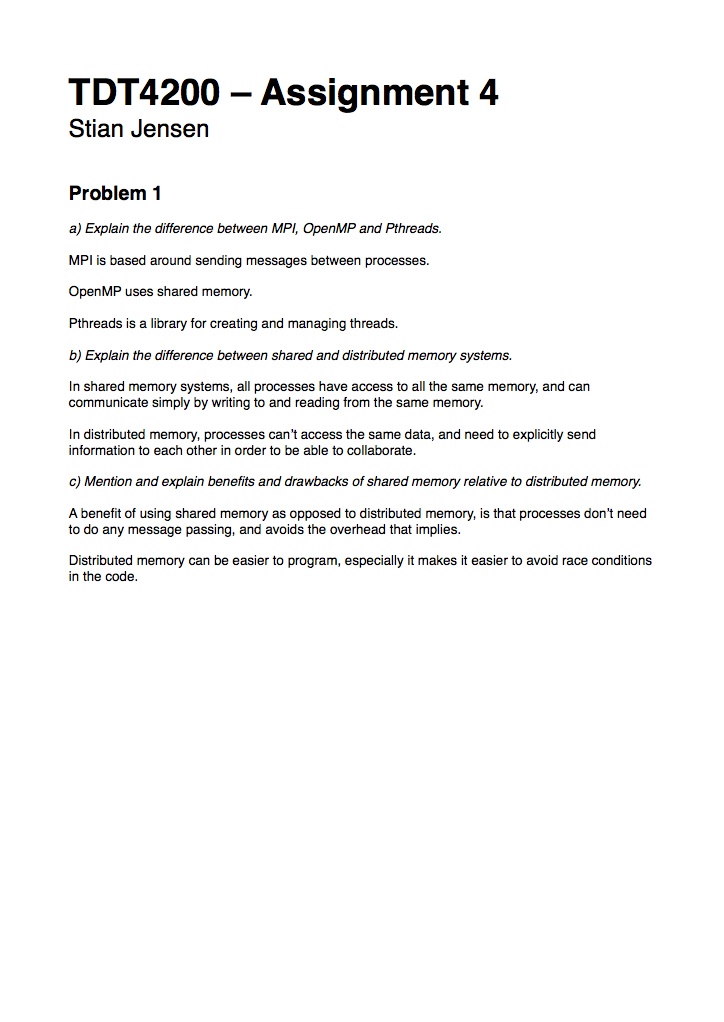 TDT4200 – Assignment 4
Stian Jensen
Problem 1
a) Explain the difference between MPI, OpenMP and Pthreads.
MPI is based around sending messages between processes.
OpenMP uses shared memory.
Pthreads is a library for creating and managing threads.
b) Explain the difference between shared and distributed memory systems.
In shared memory systems, all processes have access to all the same memory, and can
communicate simply by writing to and reading from the same memory.
In distributed memory, processes can’t access the same data, and need to explicitly send
information to each other in order to be able to collaborate.
c) Mention and explain benefits and drawbacks of shared memory relative to distributed memory.
A benefit of using shared memory as opposed to distributed memory, is that processes don’t need
to do any message passing, and avoids the overhead that implies.
Distributed memory can be easier to program, especially it makes it easier to avoid race conditions
in the code.